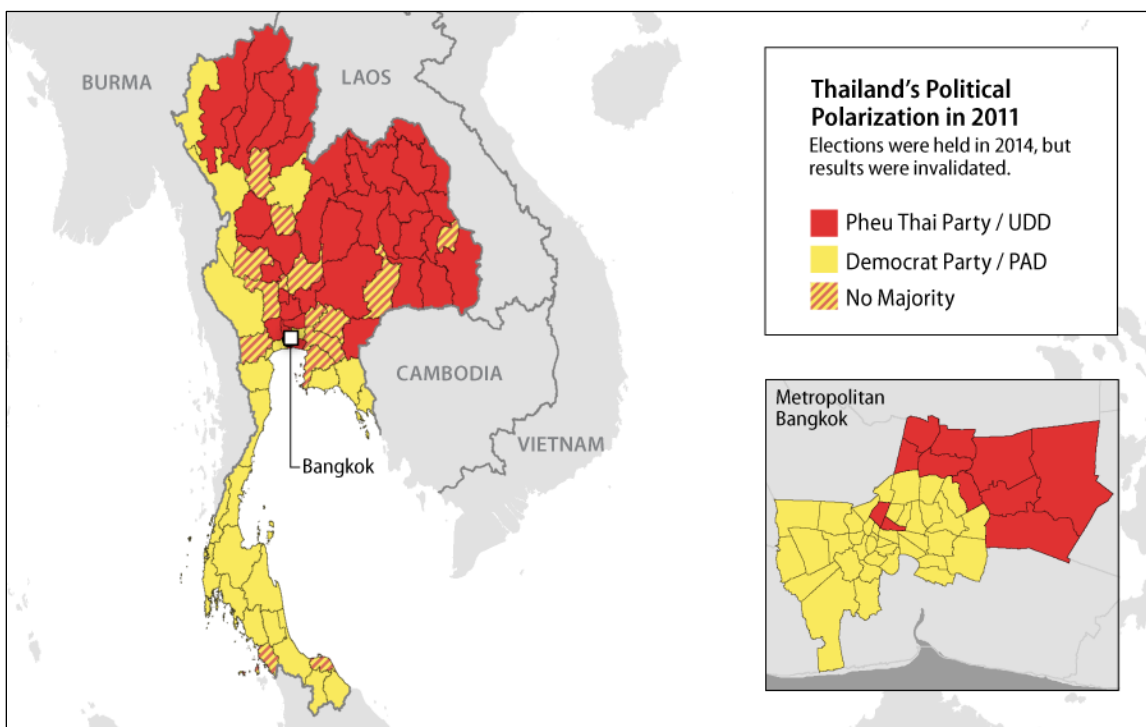 BURMA
LAOS
CAMBODIA
VIETNAM
Bangkok
Thailand's Political
Polarization in 2011
Elections were held in 2014, but
results were invalidated.
Pheu Thai Party / UDD
Democrat Party / PAD
No Majority
Metropolitan
Bangkok